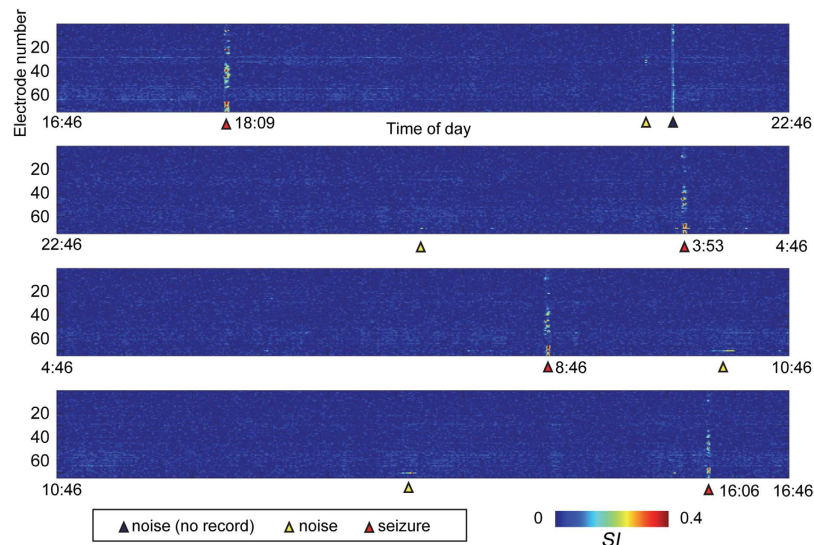 Electrode number
20
40
60
16:46 18:09 Time of day 22:46
20
40
60
22:46 3:53 4:46
20
40
60
4:46 8:46 10:46
20
40
60
10:46 16:06 16:46
noise (no record) noise seizure
0 0.4
SI